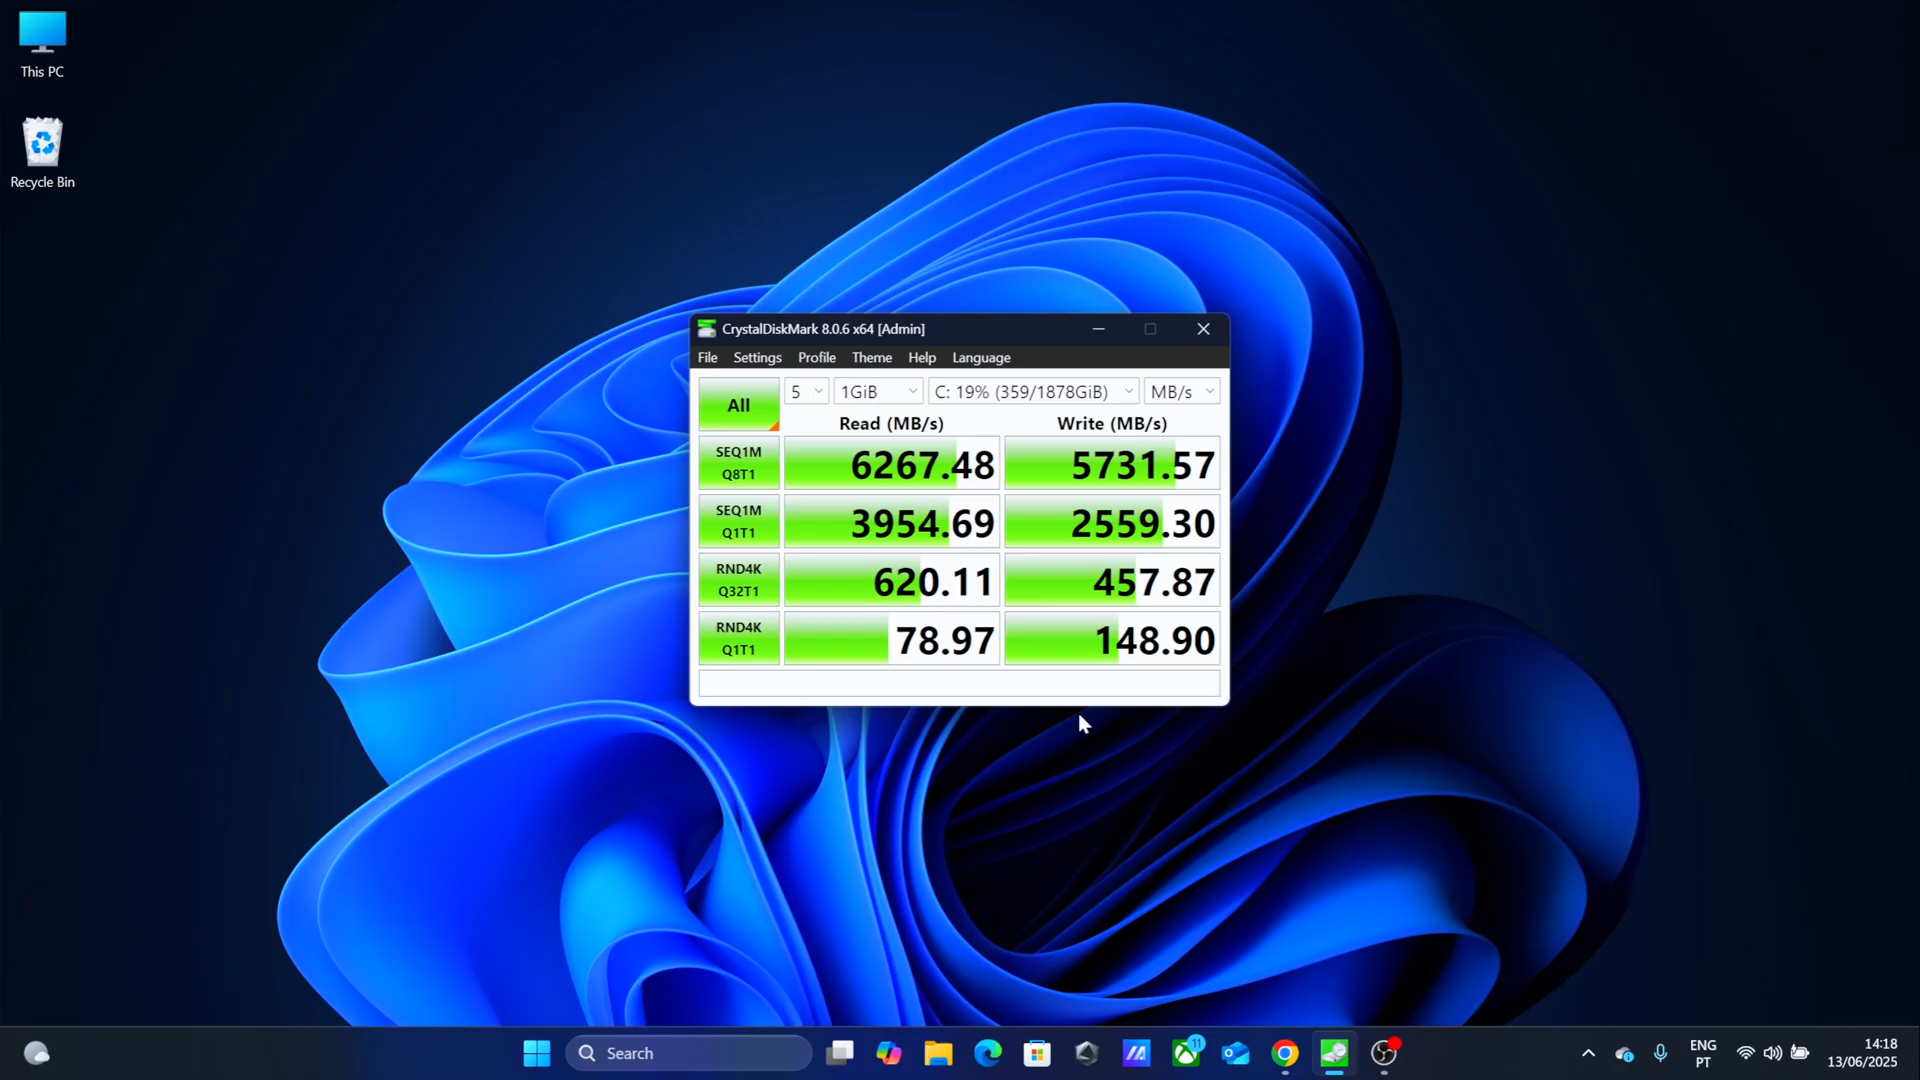 This PC
Recycle Bin
CrystalDiskMark 8.0.6 x64 [Admin]
File Settings Profile Theme Help Language
All 5 1GiB C: 19% (359/1878GiB) MB/s
Read (MB/s) Write (MB/s)
SEQ1M
Q8T1 6267.48 5731.57
SEQ1M
Q1T1 3954.69 2559.30
RND4K
Q32T1 620.11 457.87
RND4K
Q1T1 78.97 148.90
Search
11
ENG
PT
14:18
13/06/2025